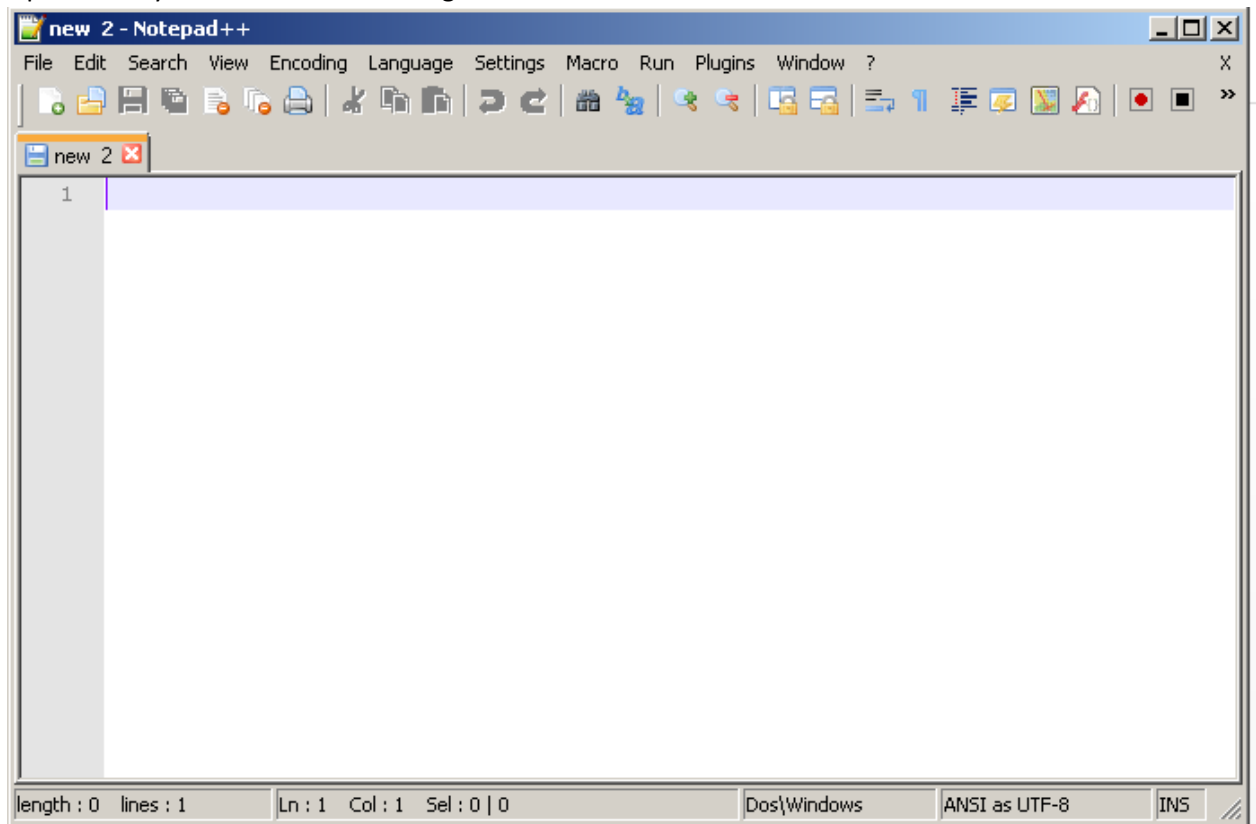 new 2 - Notepad++
File Edit Search View Encoding Language Settings Macro Run Plugins Window ? X
new 2
1
length : 0 lines : 1 Ln : 1 Col : 1 Sel : 0 | 0 Dos\Windows ANSI as UTF-8 INS